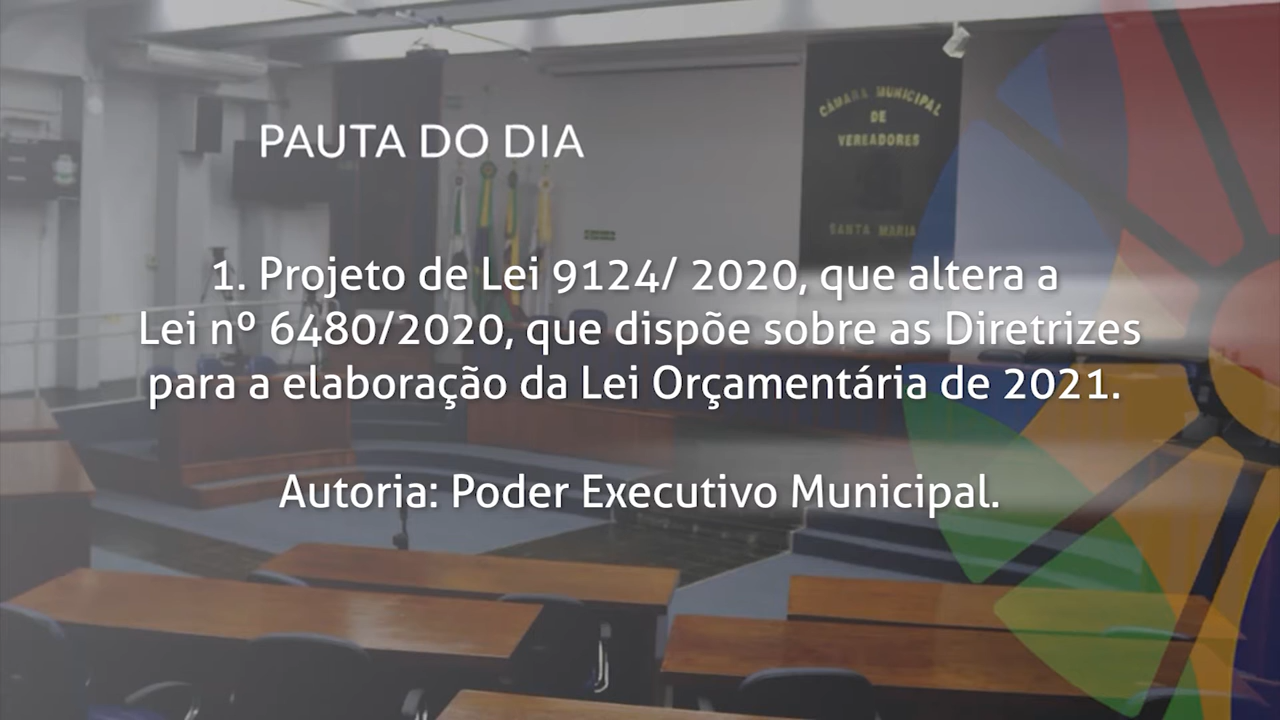 PAUTA DO DIA
CÂMARA MUNICIPAL
DE
VEREADORES
SANTA MARIA
1. Projeto de Lei 9124/ 2020, que altera a
Lei nº 6480/2020, que dispõe sobre as Diretrizes
para a elaboração da Lei Orçamentária de 2021.
Autoria: Poder Executivo Municipal.